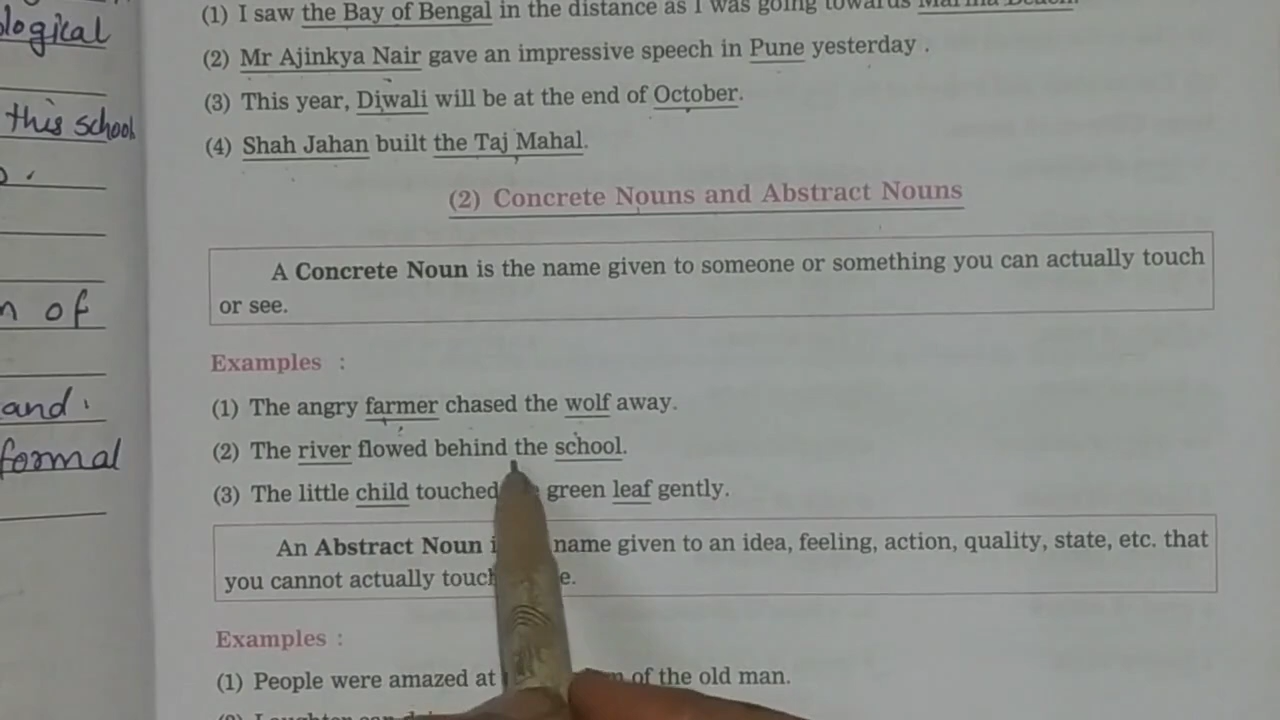 logical
(1) I saw the Bay of Bengal in the distance as I was going towards Marina Beach.
(2) Mr Ajinkya Nair gave an impressive speech in Pune yesterday .
this school
(3) This year, Diwali will be at the end of October.
(4) Shah Jahan built the Taj Mahal.
(2) Concrete Nouns and Abstract Nouns
A Concrete Noun is the name given to someone or something you can actually touch
or see.
n of
Examples :
and.
(1) The angry farmer chased the wolf away.
(2) The river flowed behind the school.
formal
(3) The little child touched green leaf gently.
An Abstract Noun name given to an idea, feeling, action, quality, state, etc. that
you cannot actually touch
Examples :
(1) People were amazed at of the old man.